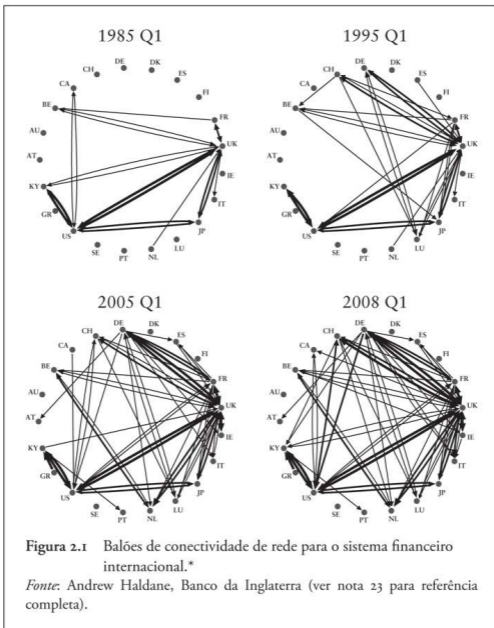 1985 Q1
DE
DK
CH
ES
CA
FI
BE
FR
AU
UK
AT
IE
KY
IT
GR
JP
US
LU
SE
PT
NL
1995 Q1
DE
DK
CH
ES
CA
FI
BE
FR
AU
UK
AT
IE
KY
IT
GR
JP
US
LU
SE
PT
NL
2005 Q1
DE
DK
CH
ES
CA
FI
BE
FR
AU
UK
AT
IE
KY
IT
GR
JP
US
LU
SE
PT
NL
2008 Q1
DE
DK
CH
ES
CA
FI
BE
FR
AU
UK
AT
IE
KY
IT
GR
JP
US
LU
SE
PT
NL
Figura 2.1 Balões de conectividade de rede para o sistema financeiro
internacional.*
Fonte: Andrew Haldane, Banco da Inglaterra (ver nota 23 para referência
completa).